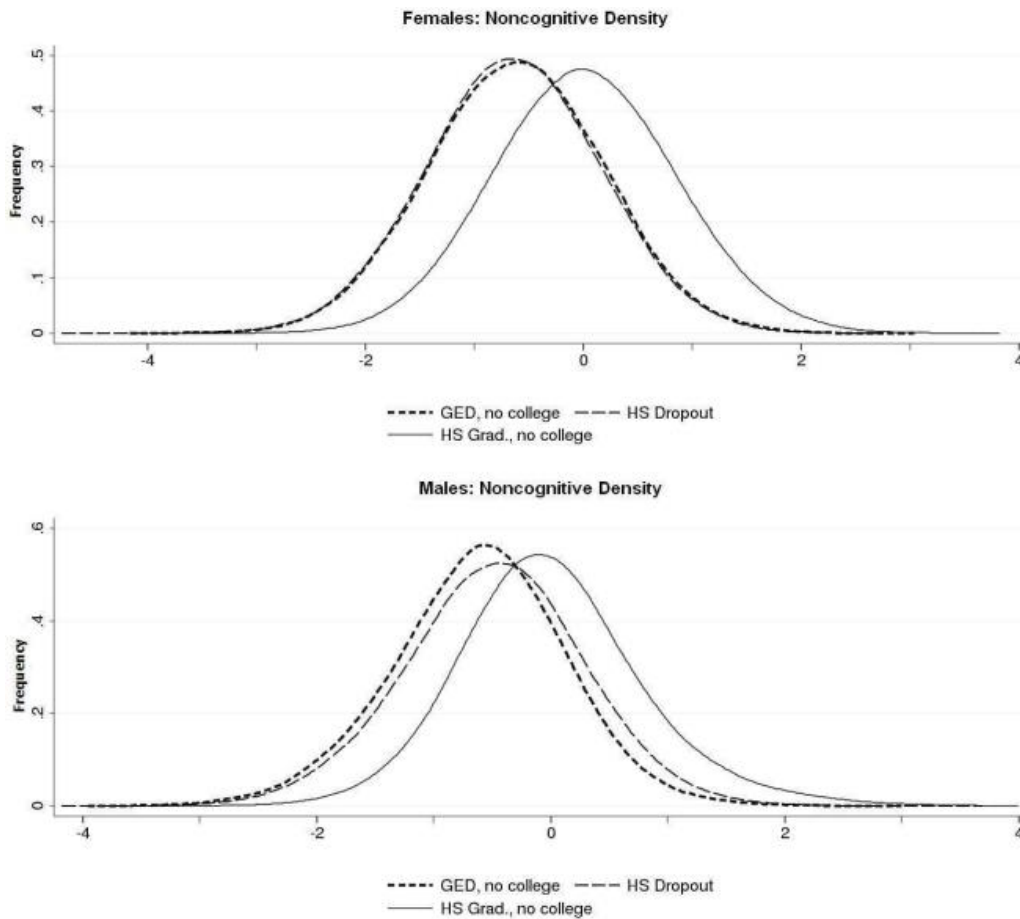 Females: Noncognitive Density
Frequency
.5
.4
.3
.2
.1
0
-4 -2 0 2 4
GED, no college HS Dropout
HS Grad., no college
Males: Noncognitive Density
Frequency
.6
.4
.2
0
-4 -2 0 2 4
GED, no college HS Dropout
HS Grad., no college